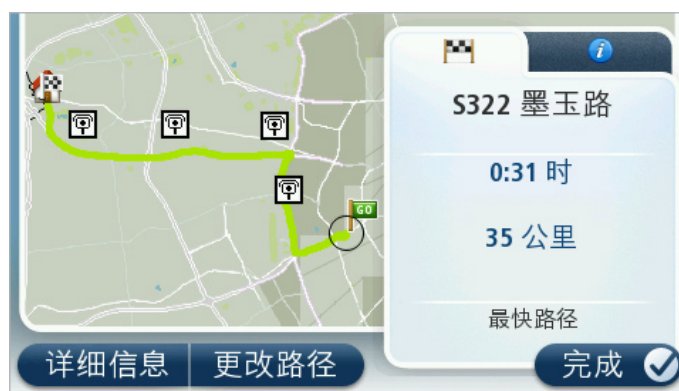 GO
S322 墨玉路
0:31 时
35 公里
最快路径
详细信息
更改路径
完成